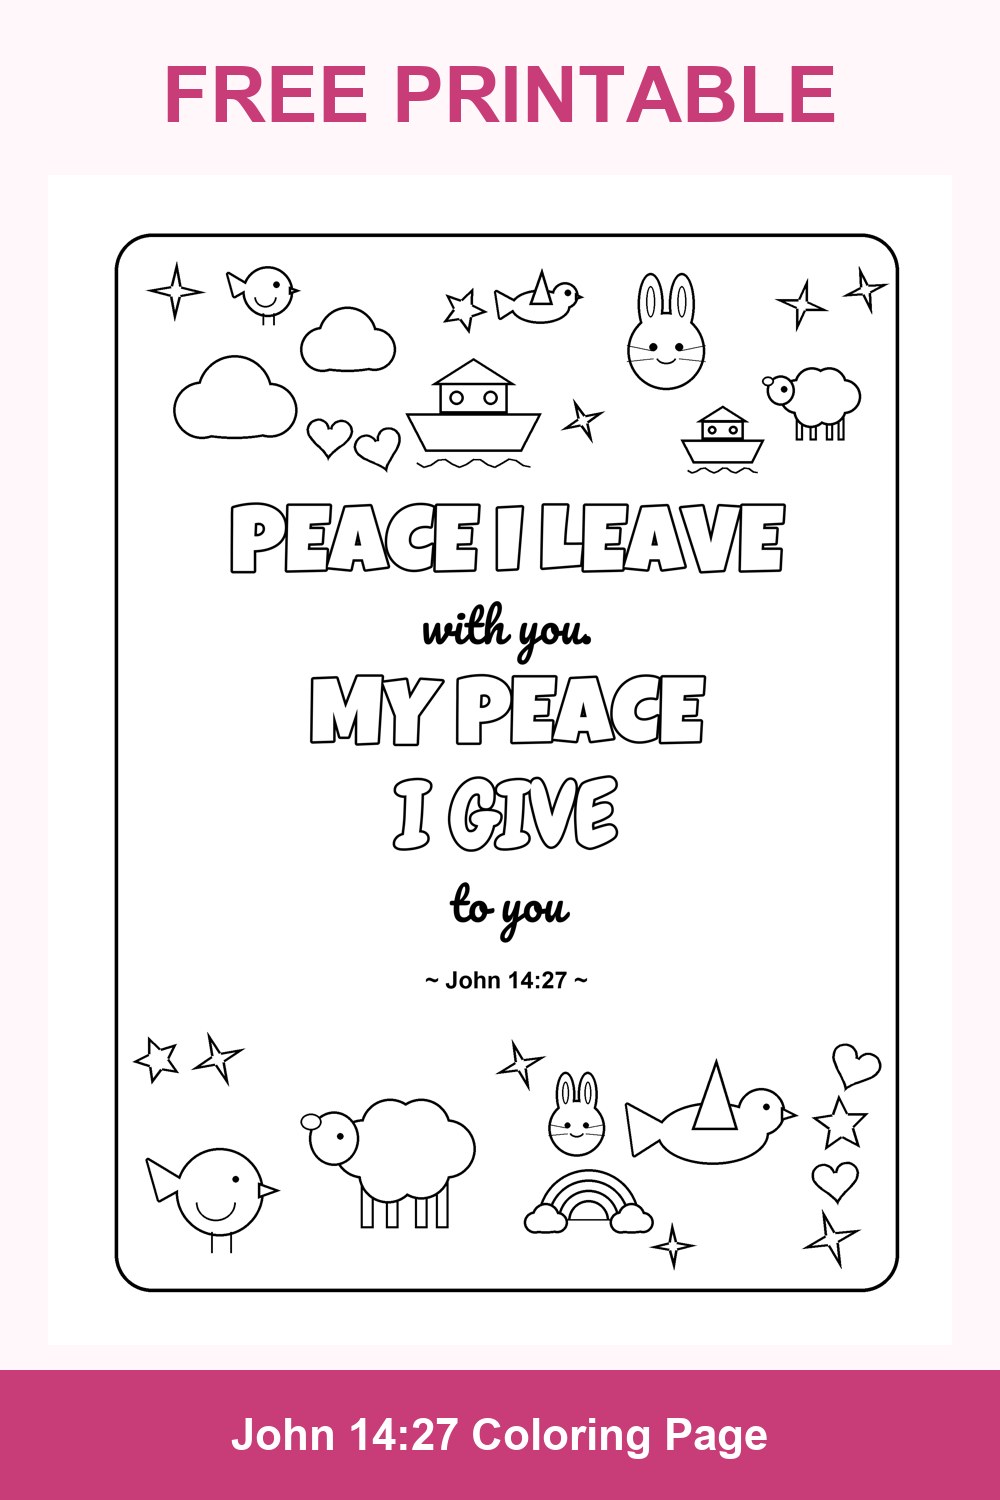 FREE PRINTABLE
PEACE I LEAVE
with you.
MY PEACE
I GIVE
to you
~ John 14:27 ~
John 14:27 Coloring Page